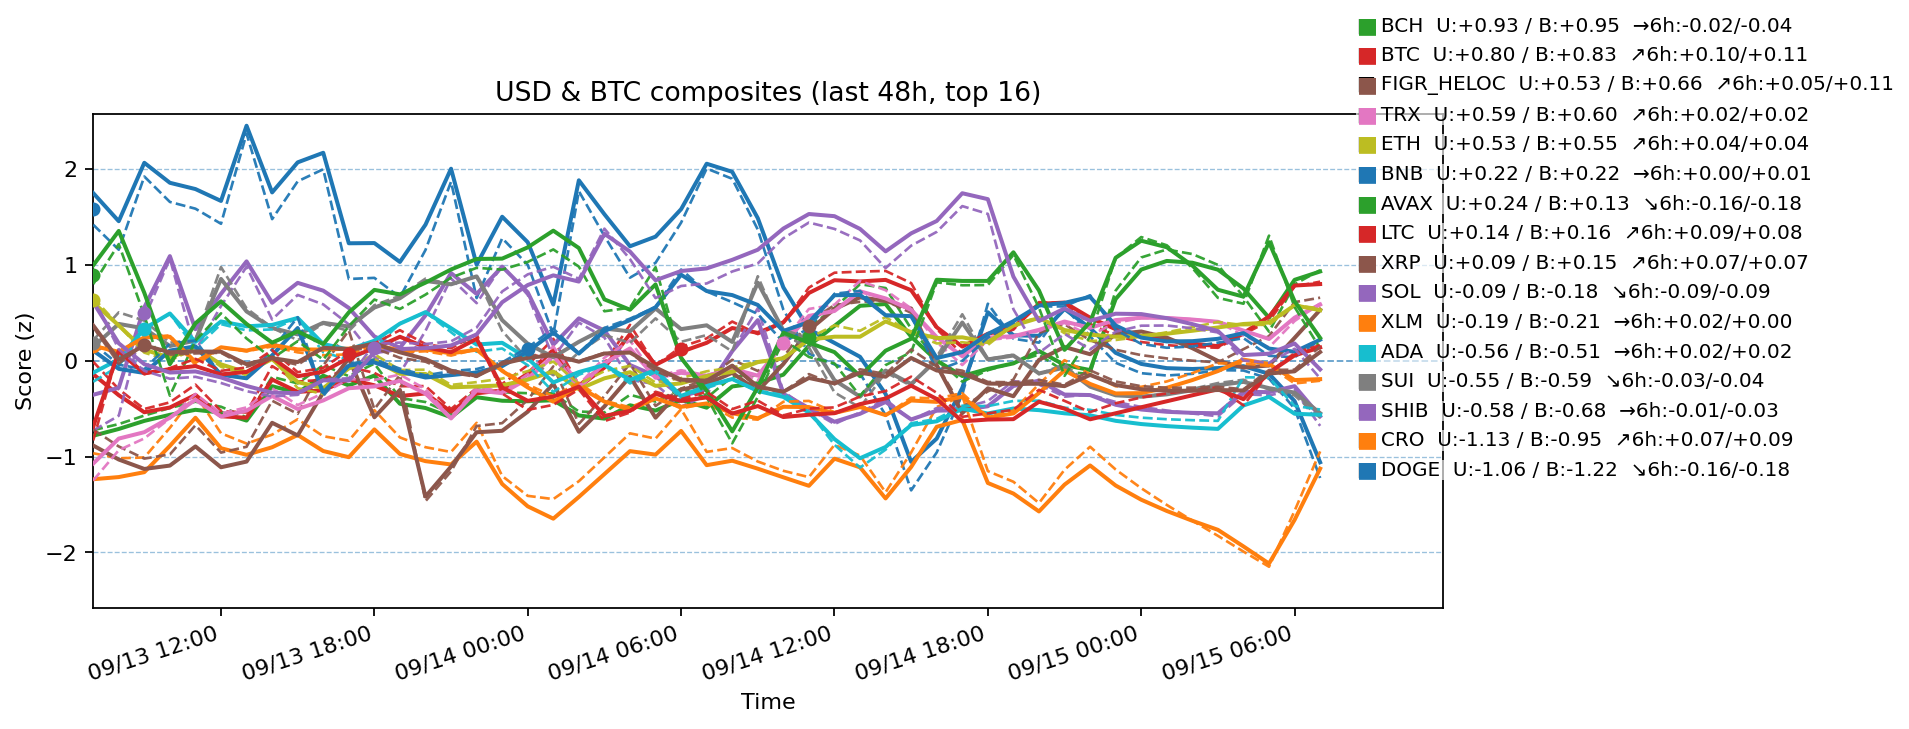 BCH U:+0.93 / B:+0.95 →6h:-0.02/-0.04
BTC U:+0.80 / B:+0.83 ↗6h:+0.10/+0.11
FIGR_HELOC U:+0.53 / B:+0.66 ↗6h:+0.05/+0.11
TRX U:+0.59 / B:+0.60 ↗6h:+0.02/+0.02
ETH U:+0.53 / B:+0.55 ↗6h:+0.04/+0.04
BNB U:+0.22 / B:+0.22 →6h:+0.00/+0.01
AVAX U:+0.24 / B:+0.13 ↘6h:-0.16/-0.18
LTC U:+0.14 / B:+0.16 ↗6h:+0.09/+0.08
XRP U:+0.09 / B:+0.15 ↗6h:+0.07/+0.07
SOL U:-0.09 / B:-0.18 ↘6h:-0.09/-0.09
XLM U:-0.19 / B:-0.21 →6h:+0.02/+0.00
ADA U:-0.56 / B:-0.51 →6h:+0.02/+0.02
SUI U:-0.55 / B:-0.59 ↘6h:-0.03/-0.04
SHIB U:-0.58 / B:-0.68 →6h:-0.01/-0.03
CRO U:-1.13 / B:-0.95 ↗6h:+0.07/+0.09
DOGE U:-1.06 / B:-1.22 ↘6h:-0.16/-0.18
USD & BTC composites (last 48h, top 16)
Score (z)
2
1
0
−1
−2
09/13 12:00
09/13 18:00
09/14 00:00
09/14 06:00
09/14 12:00
09/14 18:00
09/15 00:00
09/15 06:00
Time